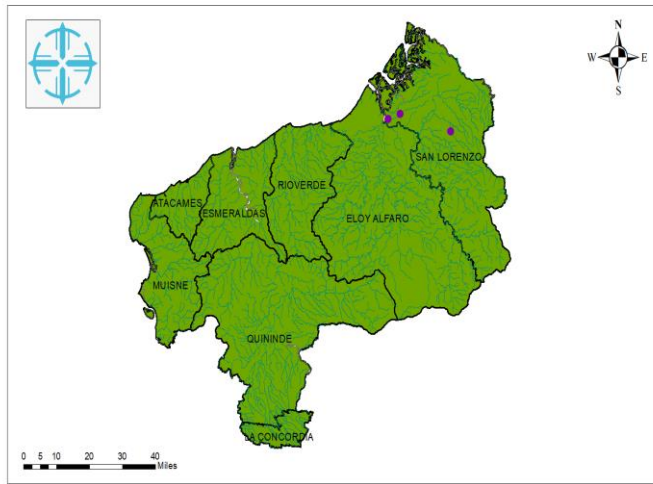 N
W E
S
SAN LORENZO
RIOVERDE
ATACAMES
ESMERALDAS
ELOY ALFARO
MUISNE
QUININDE
LA CONCORDIA
0 5 10 20 30 40
Miles